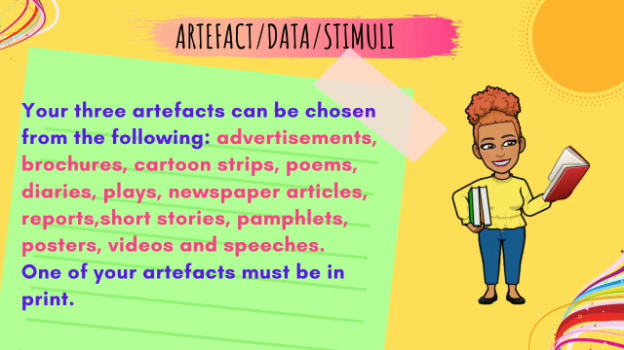 ARTEFACT/DATA/STIMULI
Your three artefacts can be chosen
from the following: advertisements,
brochures, cartoon strips, poems,
diaries, plays, newspaper articles,
reports,short stories, pamphlets,
posters, videos and speeches.
One of your artefacts must be in
print.